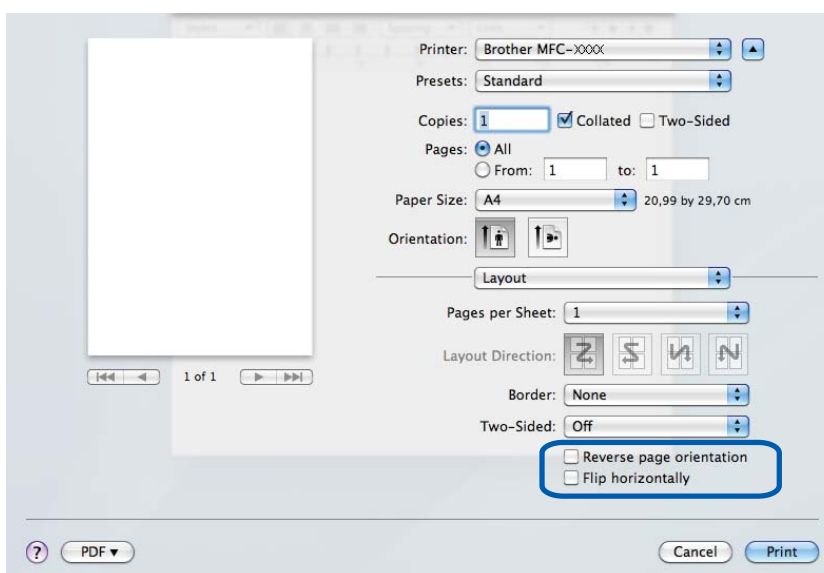 Printer: Brother MFC-XXXX
Presets: Standard
Copies: 1 Collated Two-Sided
Pages: All
From: 1 to: 1
Paper Size: A4 20,99 by 29,70 cm
Orientation:
Layout
Pages per Sheet: 1
Layout Direction:
1 of 1
Border: None
Two-Sided: Off
Reverse page orientation
Flip horizontally
? PDF Cancel Print